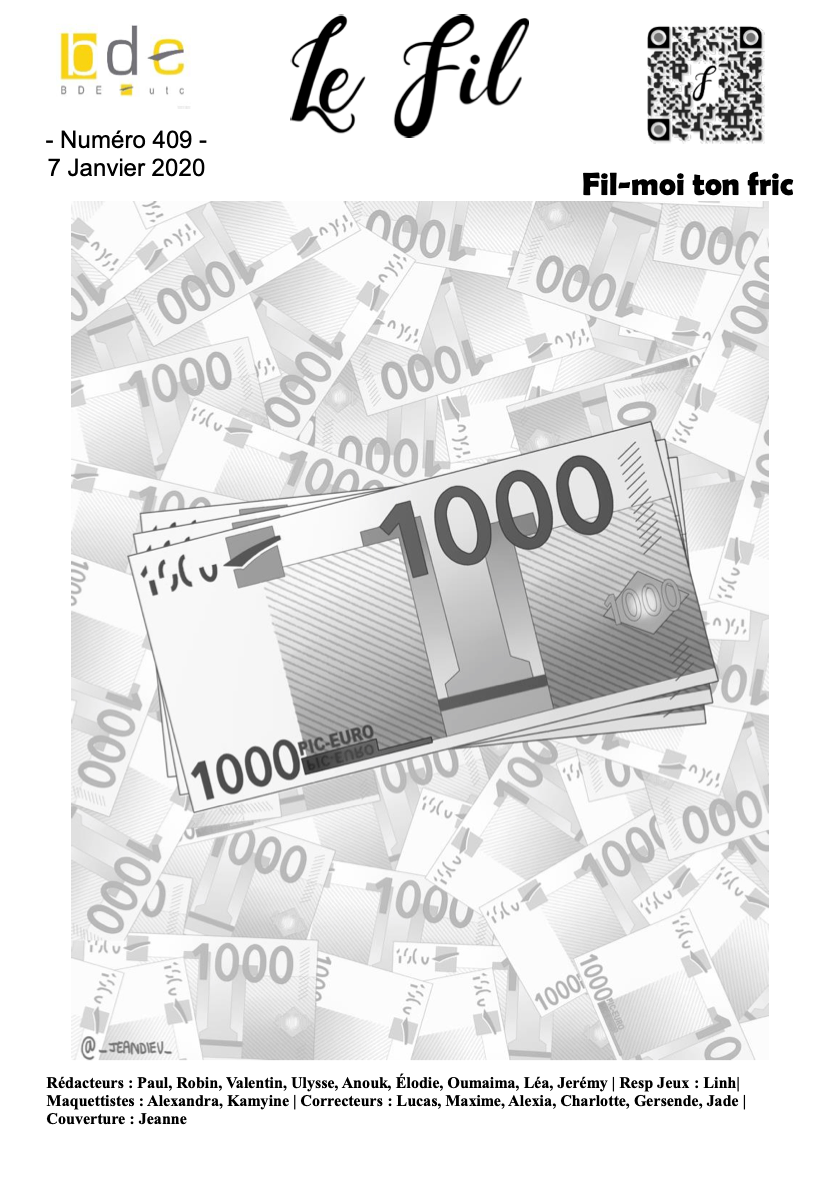 bde
BDE utc
Le Fil
- Numéro 409 -
7 Janvier 2020
Fil-moi ton fric
1000
1000
1000
PIC-EURO
@_JEANDIEU_
Rédacteurs : Paul, Robin, Valentin, Ulysse, Anouk, Élodie, Oumaima, Léa, Jerémy | Resp Jeux : Linh|
Maquettistes : Alexandra, Kamyine | Correcteurs : Lucas, Maxime, Alexia, Charlotte, Gersende, Jade |
Couverture : Jeanne